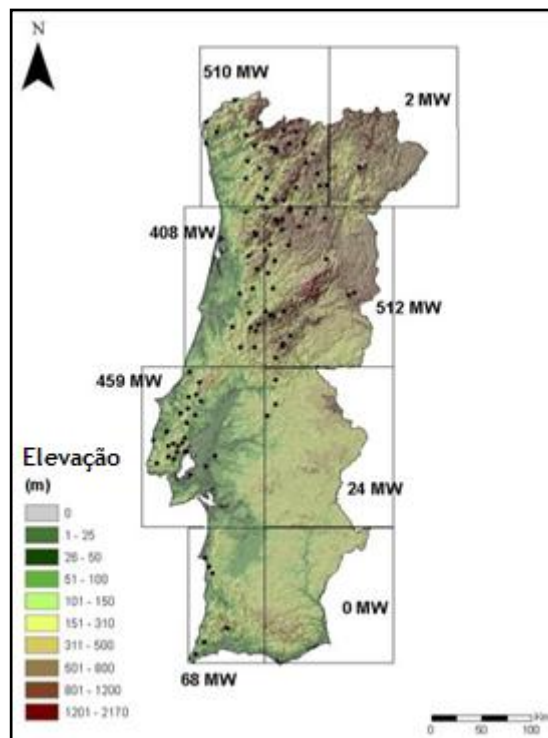 N
510 MW
2 MW
408 MW
512 MW
459 MW
Elevação
(m)
24 MW
0
1 - 25
26 - 50
51 - 100
101 - 150
151 - 310
311 - 500
501 - 800
801 - 1200
1201 - 2170
0 MW
68 MW
Km
0 25 50 100